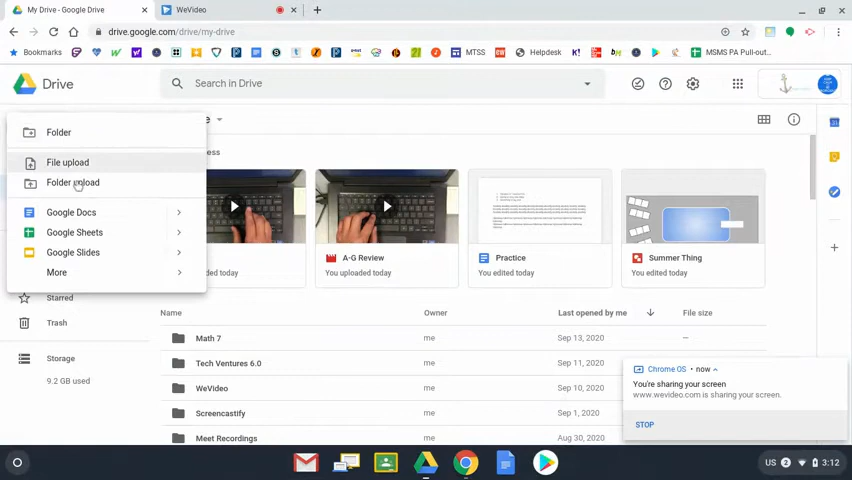 My Drive - Google Drive
WeVideo
drive.google.com/drive/my-drive
Bookmarks
MTSS
Helpdesk
MSMS PA Pull-out...
Drive
Search in Drive
Folder
File upload
Folder upload
Google Docs
Google Sheets
Google Slides
More
Starred
Trash
Storage
9.2 GB used
ded today
A-G Review
You uploaded today
Practice
You edited today
Summer Thing
You edited today
Name
Owner
Last opened by me
File size
Math 7
me
Sep 13, 2020
—
Tech Ventures 6.0
me
Sep 11, 2020
WeVideo
me
Sep 10, 2020
Screencastify
me
Sep 1, 2020
Meet Recordings
me
Aug 30, 2020
Chrome OS • now
You're sharing your screen
www.wevideo.com is sharing your screen.
STOP
US
2
3:12